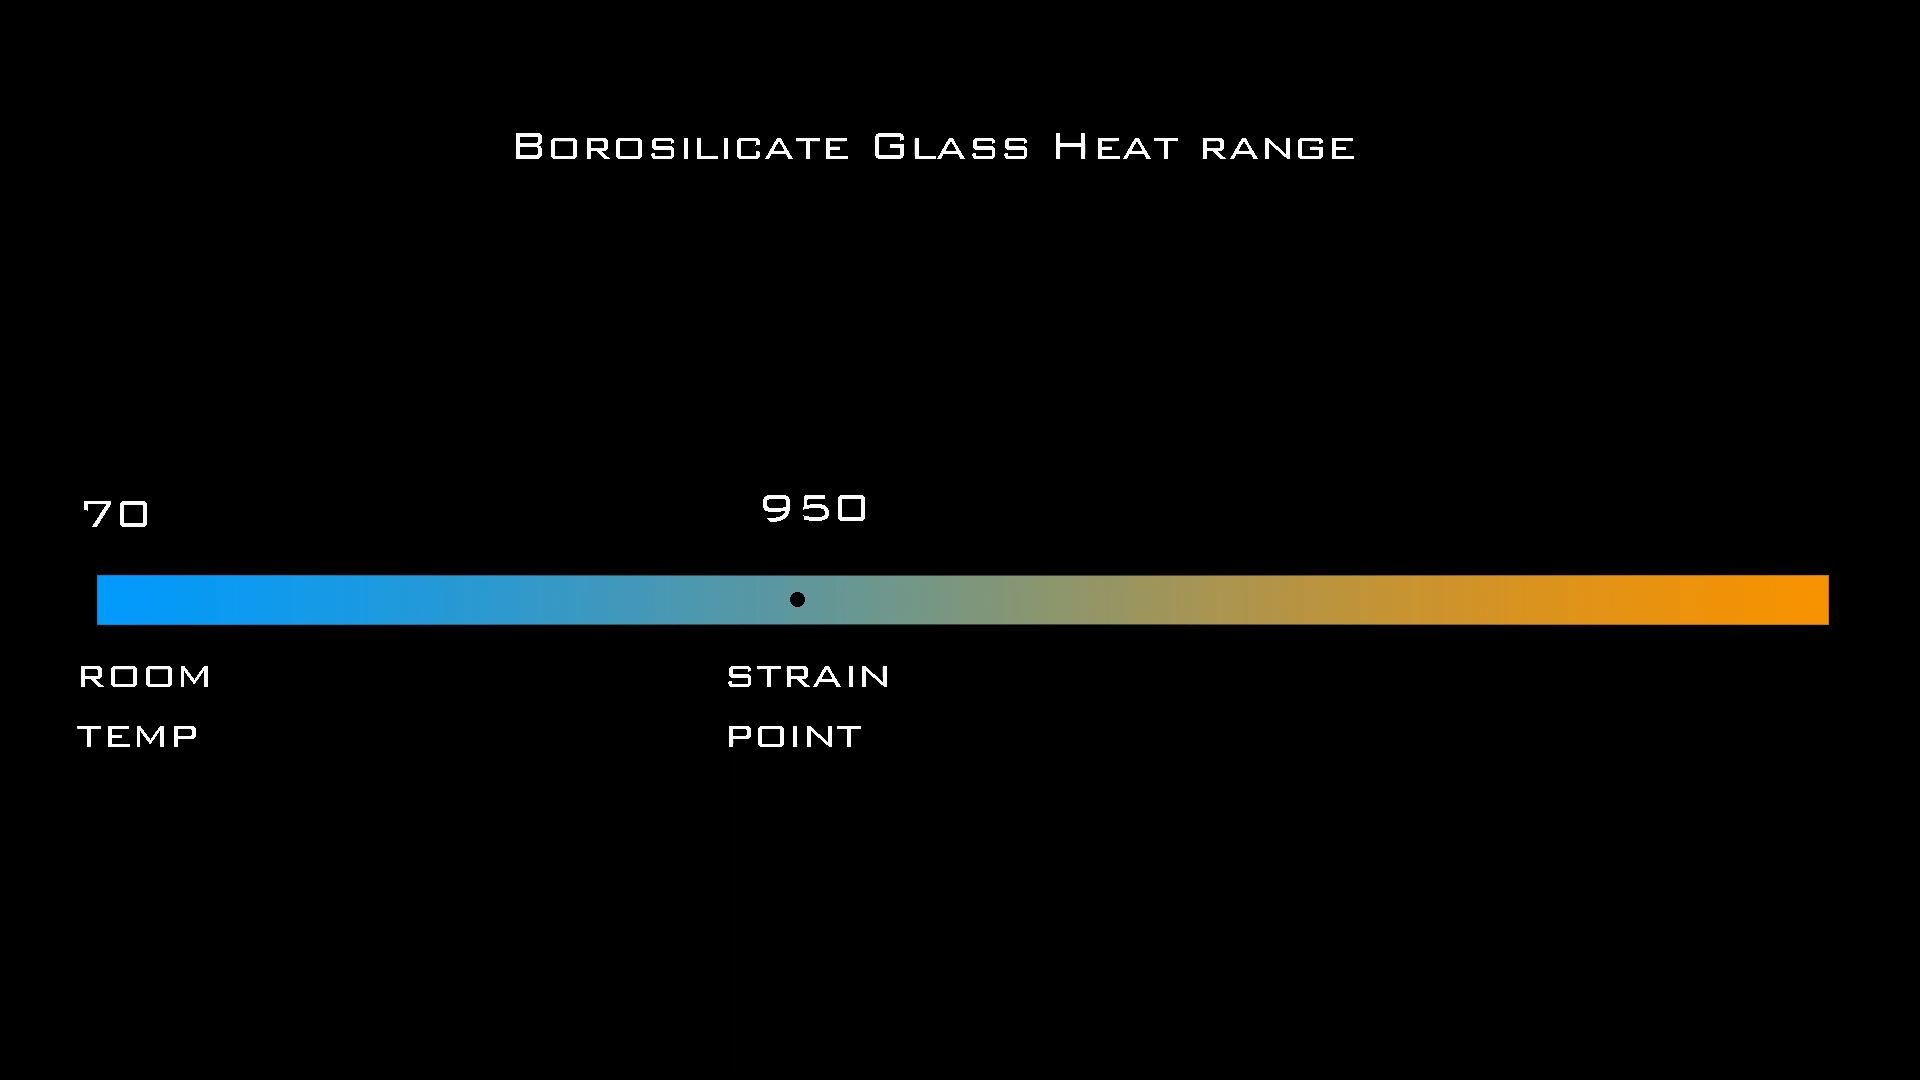 Borosilicate Glass Heat range
70
950
ROOM
TEMP
STRAIN
POINT